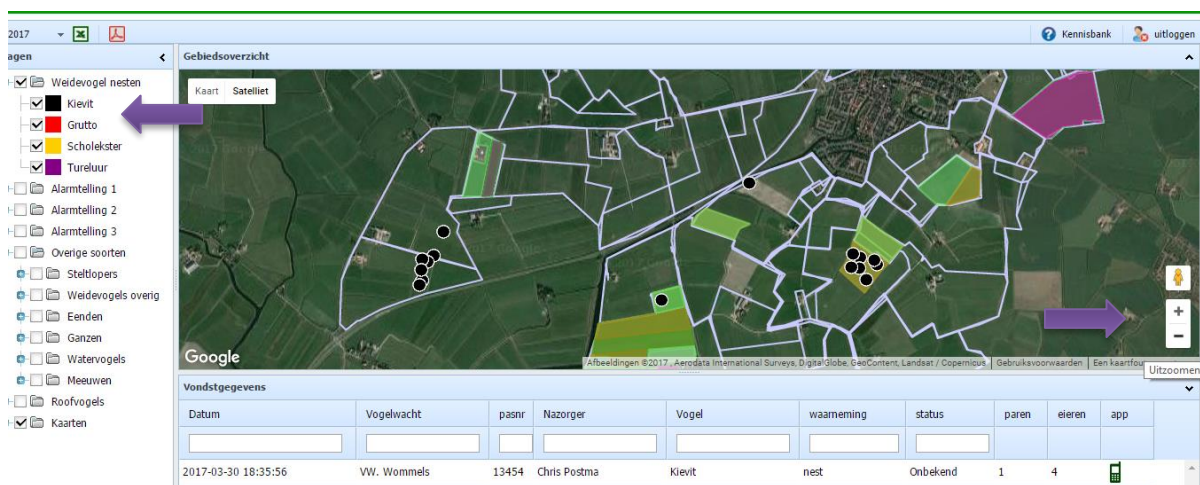 2017
Kennisbank
uitloggen
agen
Gebiedsoverzicht
Weidevogel nesten
Kievit
Grutto
Scholekster
Tureluur
Alarmtelling 1
Alarmtelling 2
Alarmtelling 3
Overige soorten
Steltlopers
Weidevogels overig
Eenden
Ganzen
Watervogels
Meeuwen
Roofvogels
Kaarten
Kaart Satelliet
Google
Afbeeldingen ©2017 , Aerodata International Surveys, DigitalGlobe, GeoContent, Landsat / Copernicus Gebruiksvoorwaarden Een kaartfou
Uitzoomen
Vondstgegevens
Datum Vogelwacht pasnr Nazorger Vogel waarneming status paren eieren app
2017-03-30 18:35:56 VW. Wommels 13454 Chris Postma Kievit nest Onbekend 1 4